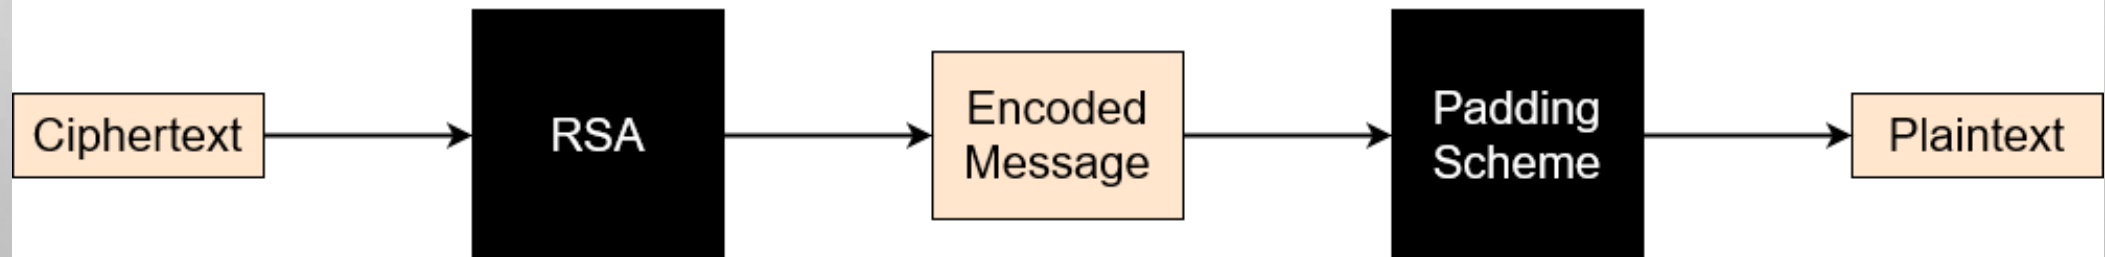 Ciphertext
RSA
Encoded
Message
Padding
Scheme
Plaintext